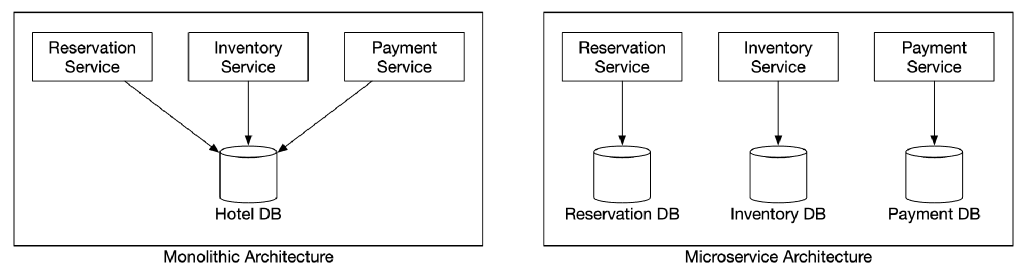 Reservation
Service
Inventory
Service
Payment
Service
Hotel DB
Monolithic Architecture
Reservation
Service
Inventory
Service
Payment
Service
Reservation DB
Inventory DB
Payment DB
Microservice Architecture